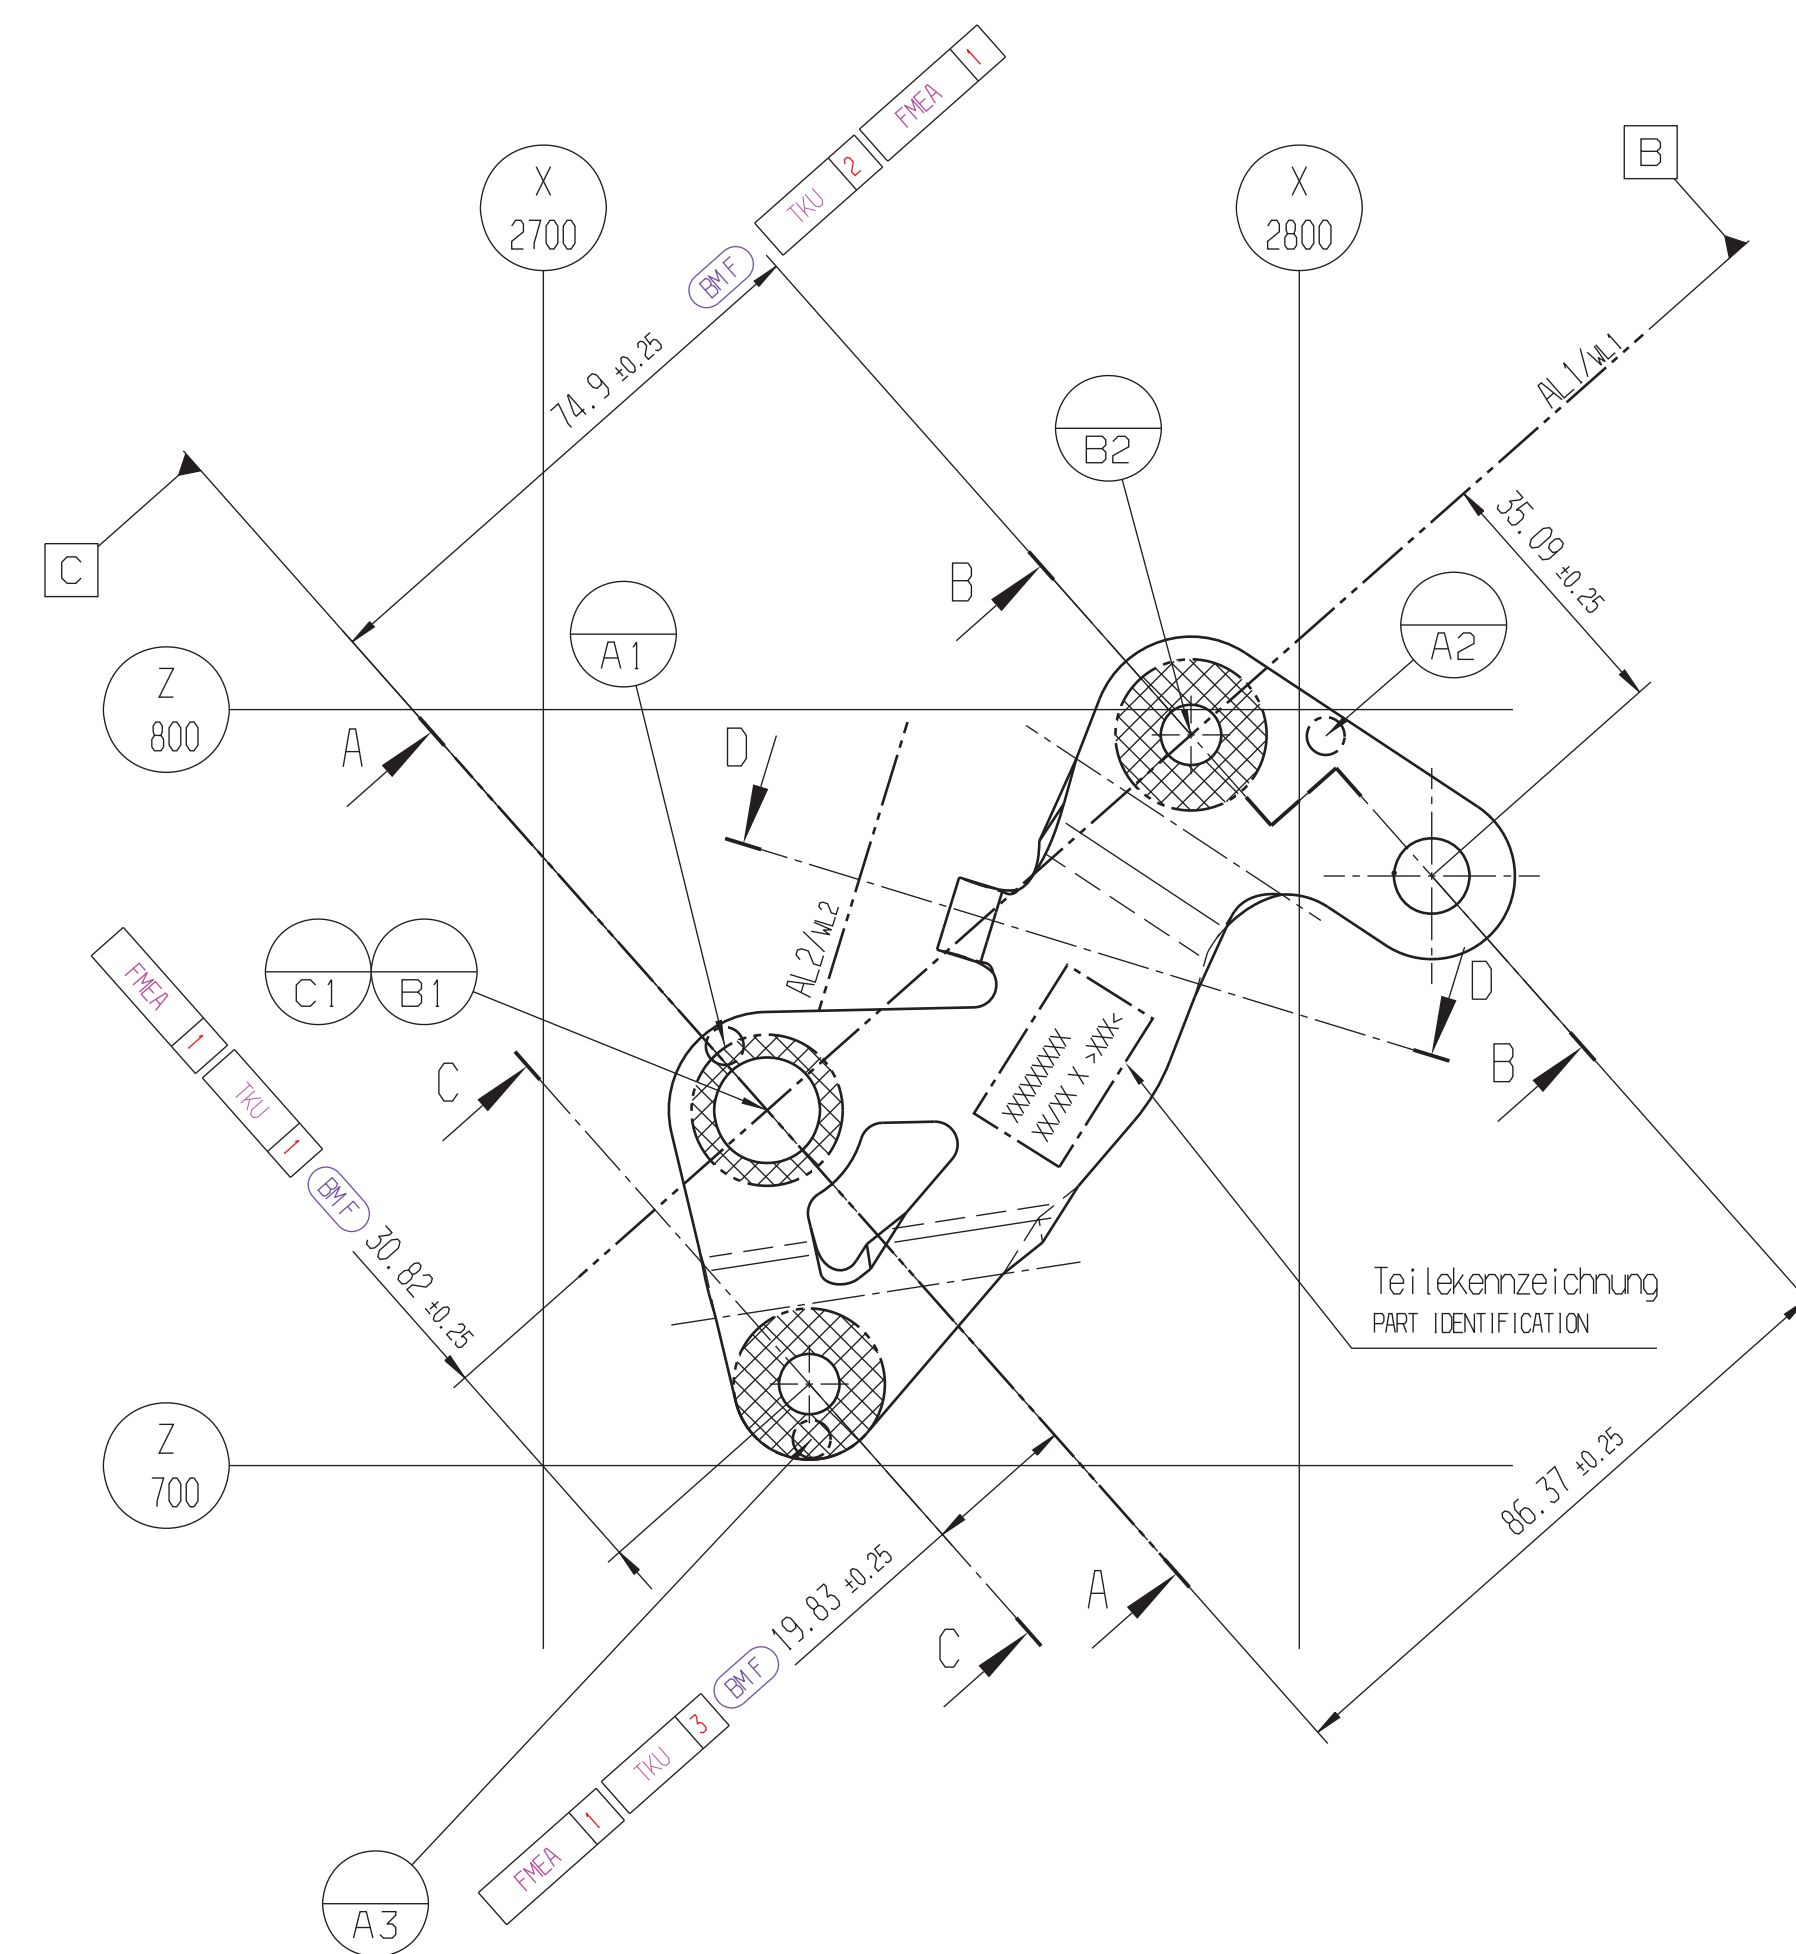 FMEA 1
TKU 2
BMF
74.9 ±0.25
X
2700
X
2800
B
AL1/WL1
B2
35.09 ±0.25
C
A1
B
A2
Z
800
A
D
AL2/WL2
C1
B1
D
FMEA 1
TKU 1
BMF
30.82 ±0.25
C
XXXXXXXXX
XX/XX X >XXX<
B
Teilekennzeichnung
PART IDENTIFICATION
Z
700
86.37 ±0.25
A
C
19.83 ±0.25
BMF
TKU 3
FMEA 1
A3